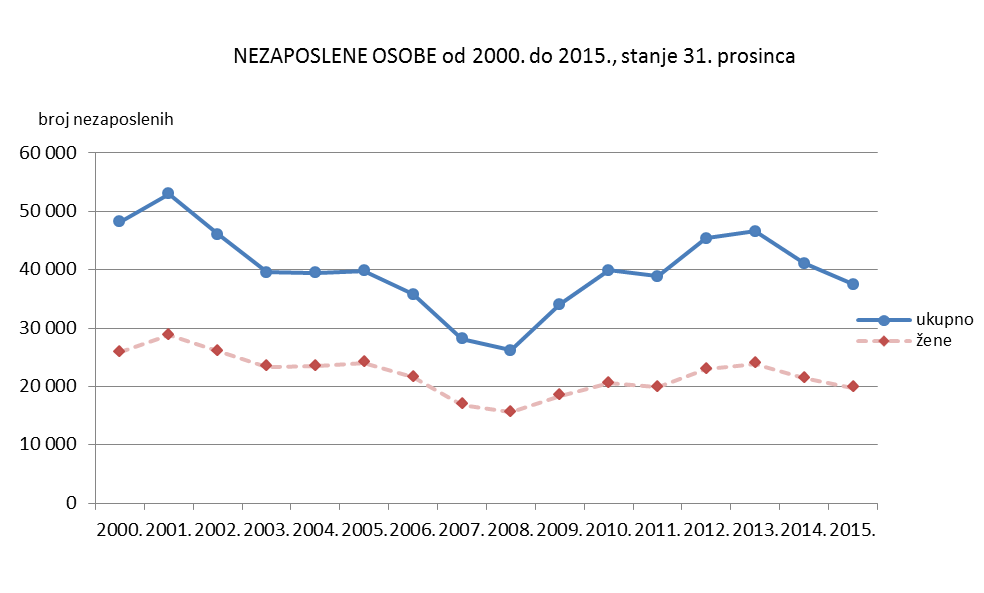 NEZAPOSLENE OSOBE od 2000. do 2015., stanje 31. prosinca
broj nezaposlenih
60 000
50 000
40 000
30 000
20 000
10 000
0
2000. 2001. 2002. 2003. 2004. 2005. 2006. 2007. 2008. 2009. 2010. 2011. 2012. 2013. 2014. 2015.
ukupno
žene